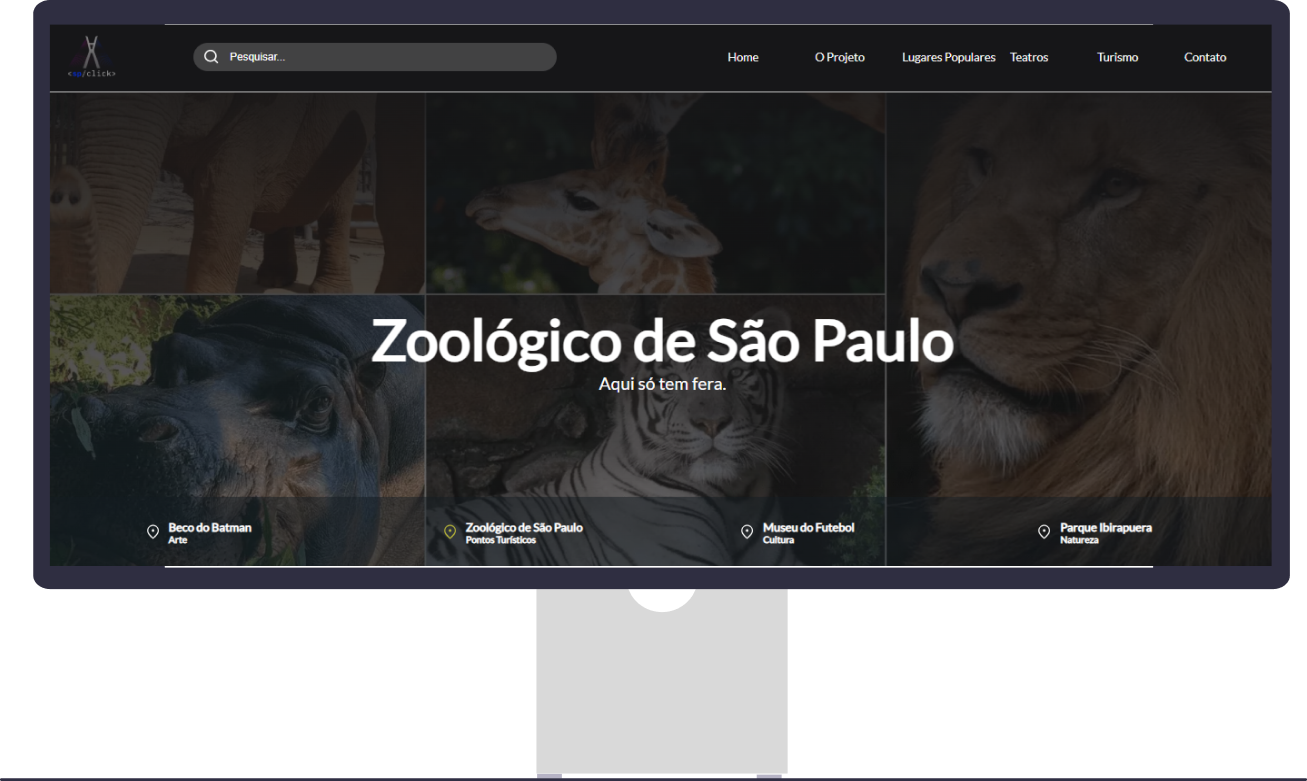 <sp/click>
Pesquisar...
Home
O Projeto
Lugares Populares
Teatros
Turismo
Contato
Zoológico de São Paulo
Aqui só tem fera.
Beco do Batman
Arte
Zoológico de São Paulo
Pontos Turísticos
Museu do Futebol
Cultura
Parque Ibirapuera
Natureza